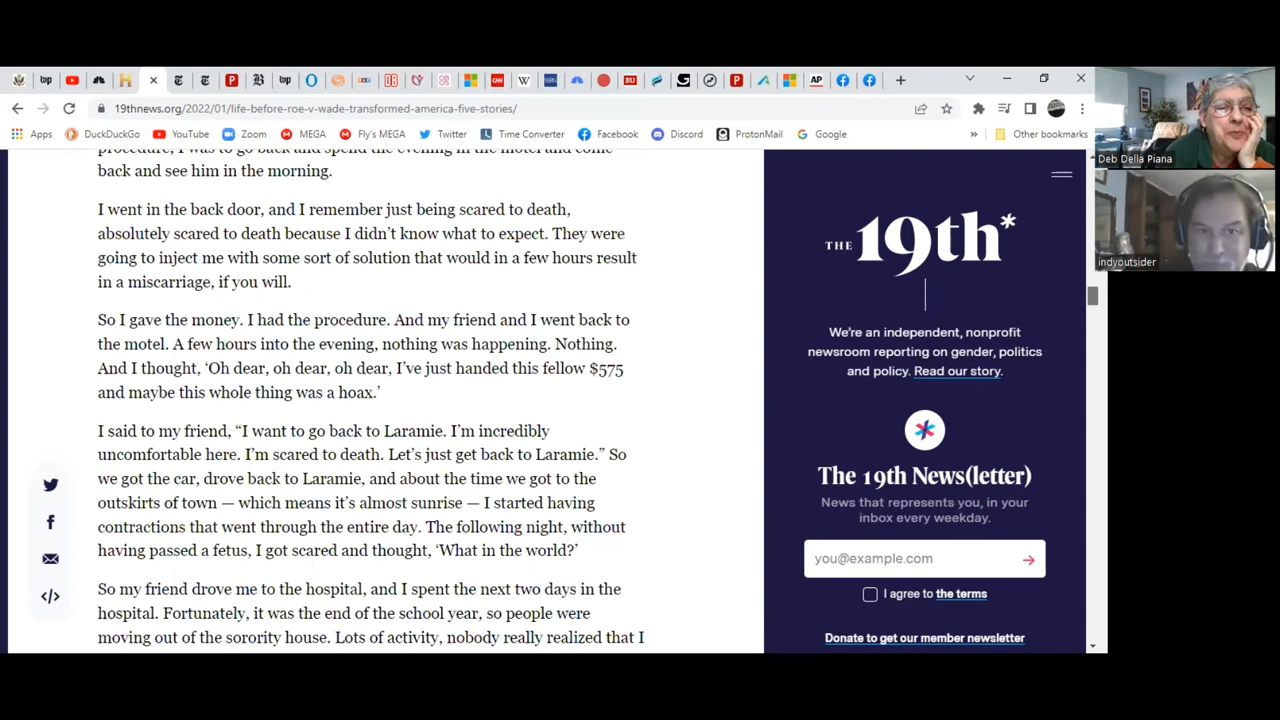 19thnews.org/2022/01/life-before-roe-v-wade-transformed-america-five-stories/
Apps
DuckDuckGo
YouTube
Zoom
MEGA
Fly's MEGA
Twitter
Time Converter
Facebook
Discord
ProtonMail
Google
»
Other bookmarks
back and see him in the morning.
I went in the back door, and I remember just being scared to death,
absolutely scared to death because I didn’t know what to expect. They were
going to inject me with some sort of solution that would in a few hours result
in a miscarriage, if you will.
So I gave the money. I had the procedure. And my friend and I went back to
the motel. A few hours into the evening, nothing was happening. Nothing.
And I thought, ‘Oh dear, oh dear, oh dear, I’ve just handed this fellow $575
and maybe this whole thing was a hoax.’
I said to my friend, “I want to go back to Laramie. I’m incredibly
uncomfortable here. I’m scared to death. Let’s just get back to Laramie.” So
we got the car, drove back to Laramie, and about the time we got to the
outskirts of town — which means it’s almost sunrise — I started having
contractions that went through the entire day. The following night, without
having passed a fetus, I got scared and thought, ‘What in the world?’
So my friend drove me to the hospital, and I spent the next two days in the
hospital. Fortunately, it was the end of the school year, so people were
moving out of the sorority house. Lots of activity, nobody really realized that I
THE 19th*
We’re an independent, nonprofit
newsroom reporting on gender, politics
and policy. Read our story.
The 19th News(letter)
News that represents you, in your
inbox every weekday.
you@example.com
I agree to the terms
Donate to get our member newsletter
Deb Della Piana
indyoutsider